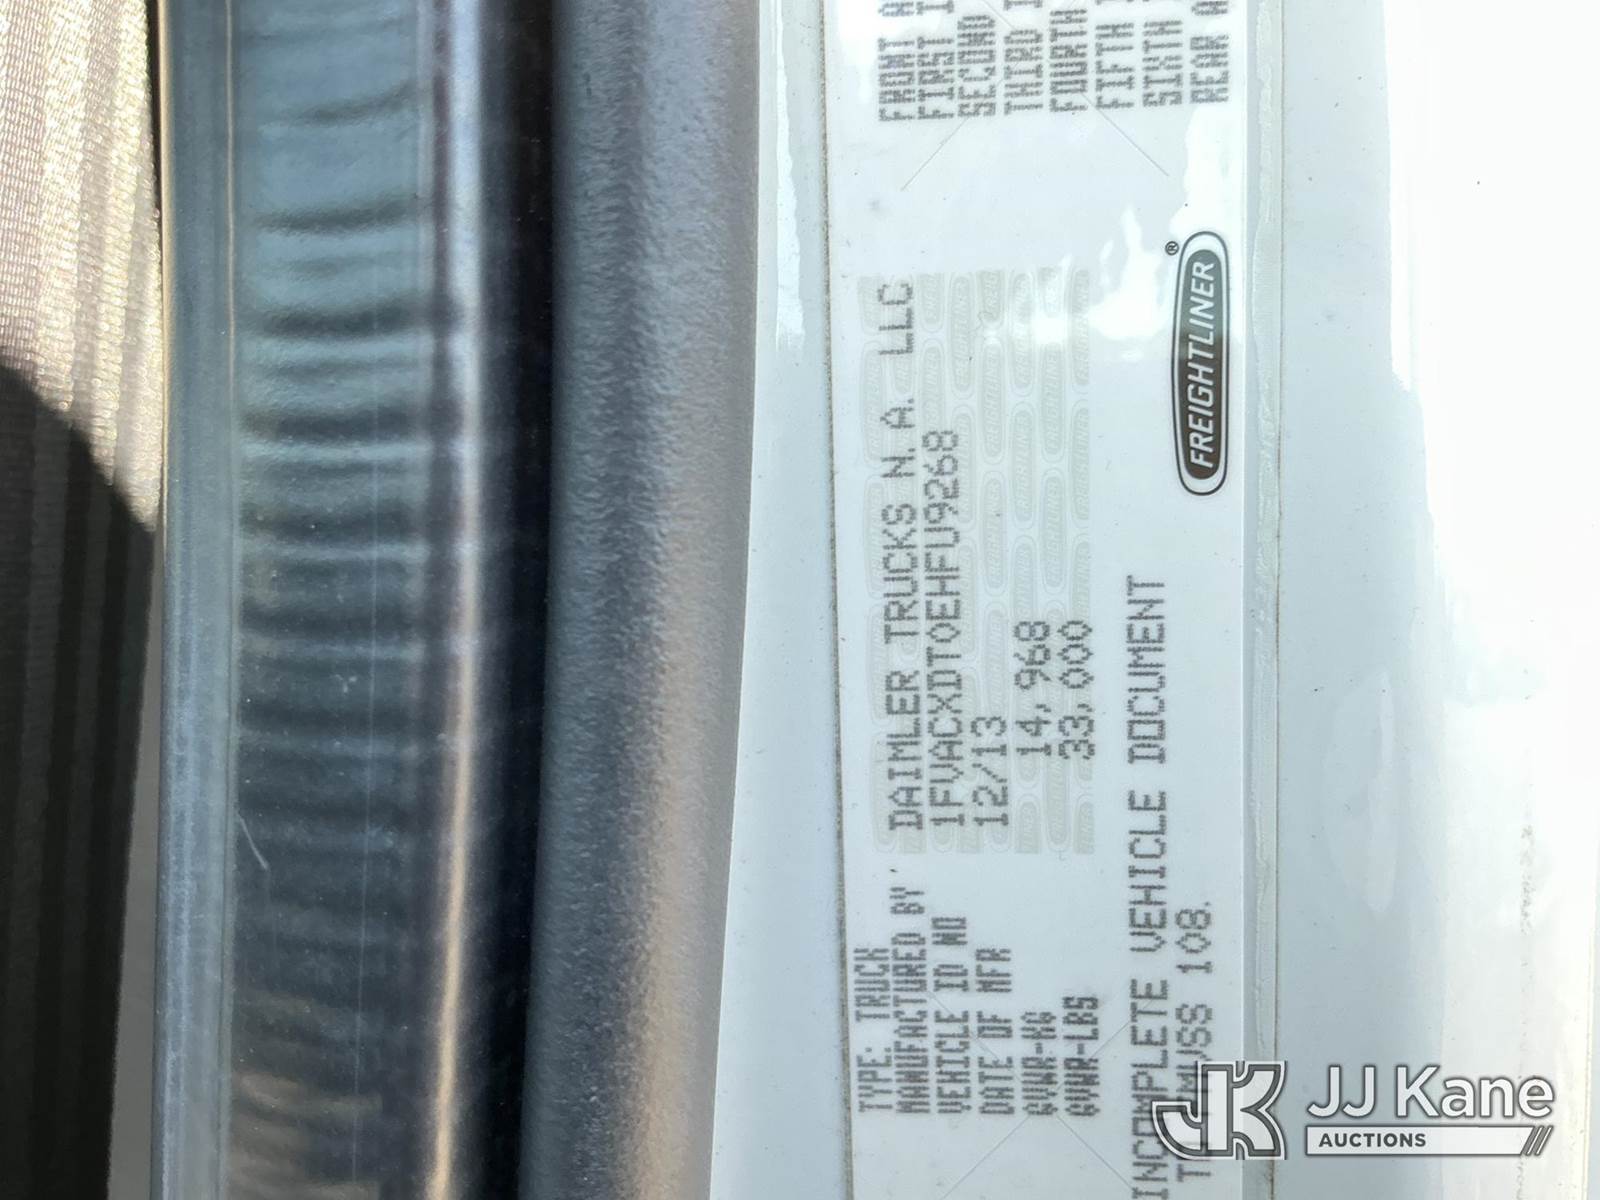 TYPE: TRUCK
MANUFACTURED BY DAIMLER TRUCKS N.A. LLC
VEHICLE ID NO 1FVACXDT0EHFU9268
DATE OF MFR 12/13
GVWR-KG 14,968
GVWR-LBS 33,000
INCOMPLETE VEHICLE DOCUMENT
108.
FREIGHTLINER®
FRONT
FIRST
SECOND
THIRD
FOURTH
FIFTH
SIXTH
REAR
JK JJ Kane
AUCTIONS